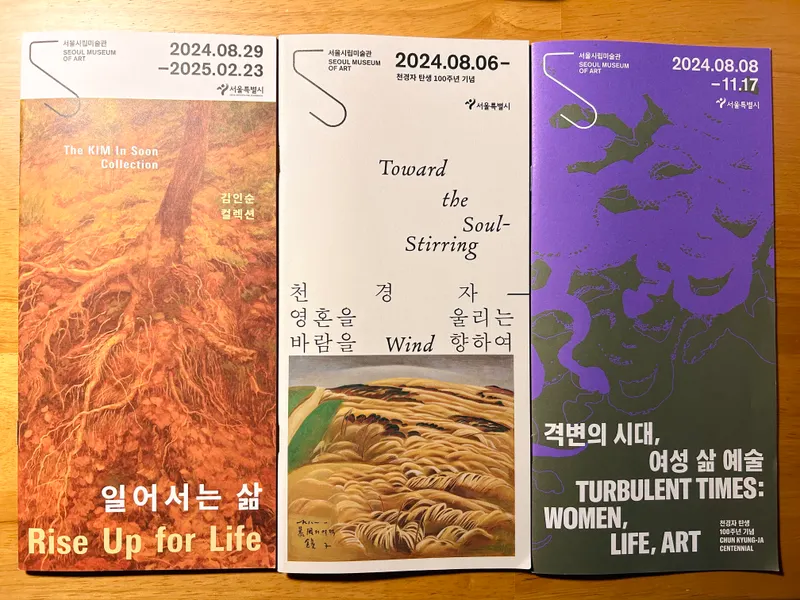 서울시립미술관
SEOUL MUSEUM
OF ART
2024.08.29
–2025.02.23
서울특별시
The KIM In Soon
Collection
김인순
컬렉션
일어서는 삶
Rise Up for Life
서울시립미술관
SEOUL MUSEUM
OF ART
2024.08.06–
천경자 탄생 100주년 기념
서울특별시
Toward
the
Soul-
Stirring
천 경 자 —
영혼을 울리는
바람을 Wind 향하여
서울시립미술관
SEOUL MUSEUM
OF ART
2024.08.08
–11.17
서울특별시
격변의 시대,
여성 삶 예술
TURBULENT TIMES:
WOMEN,
LIFE, ART
천경자 탄생
100주년 기념
CHUN KYUNG-JA
CENTENNIAL